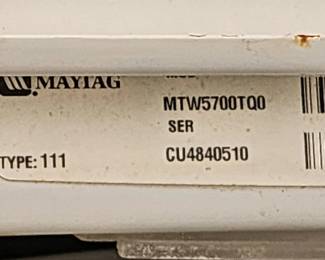 MAYTAG
MTW5700TQ0
SER
TYPE: 111
CU4840510